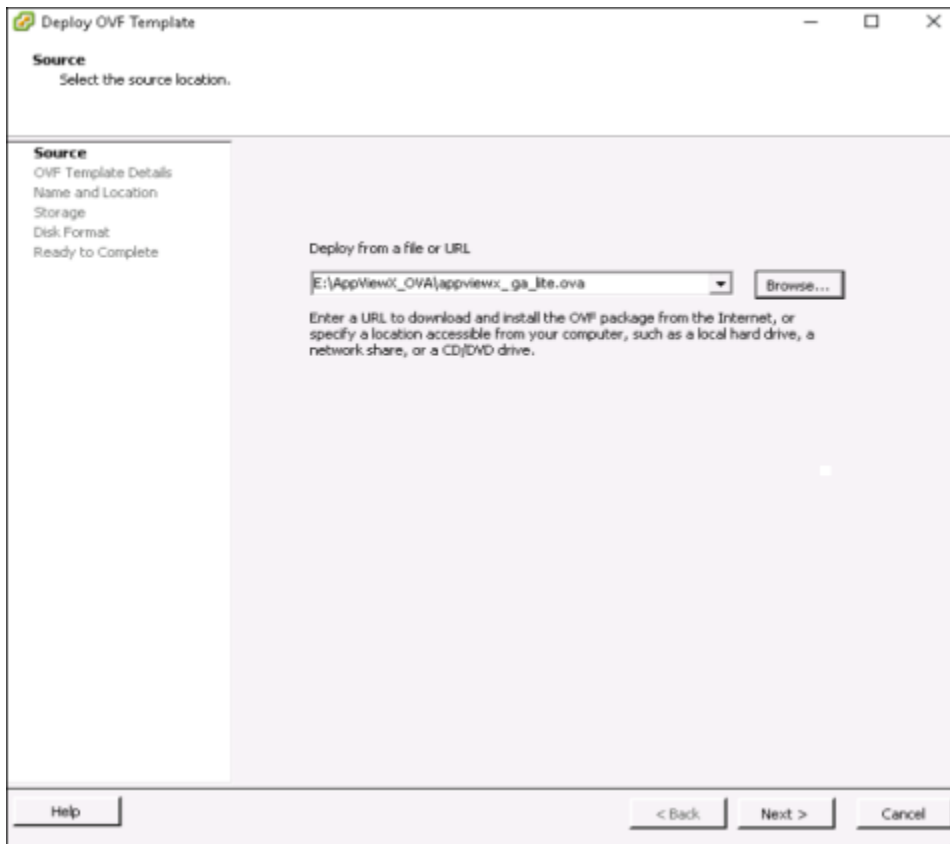 Deploy OVF Template
Source
Select the source location.
Source
OVF Template Details
Name and Location
Storage
Disk Format
Ready to Complete
Deploy from a file or URL
E:\AppViewX_OVA\appviewx_ga_lite.ova
Browse...
Enter a URL to download and install the OVF package from the Internet, or
specify a location accessible from your computer, such as a local hard drive, a
network share, or a CD/DVD drive.
Help
< Back
Next >
Cancel